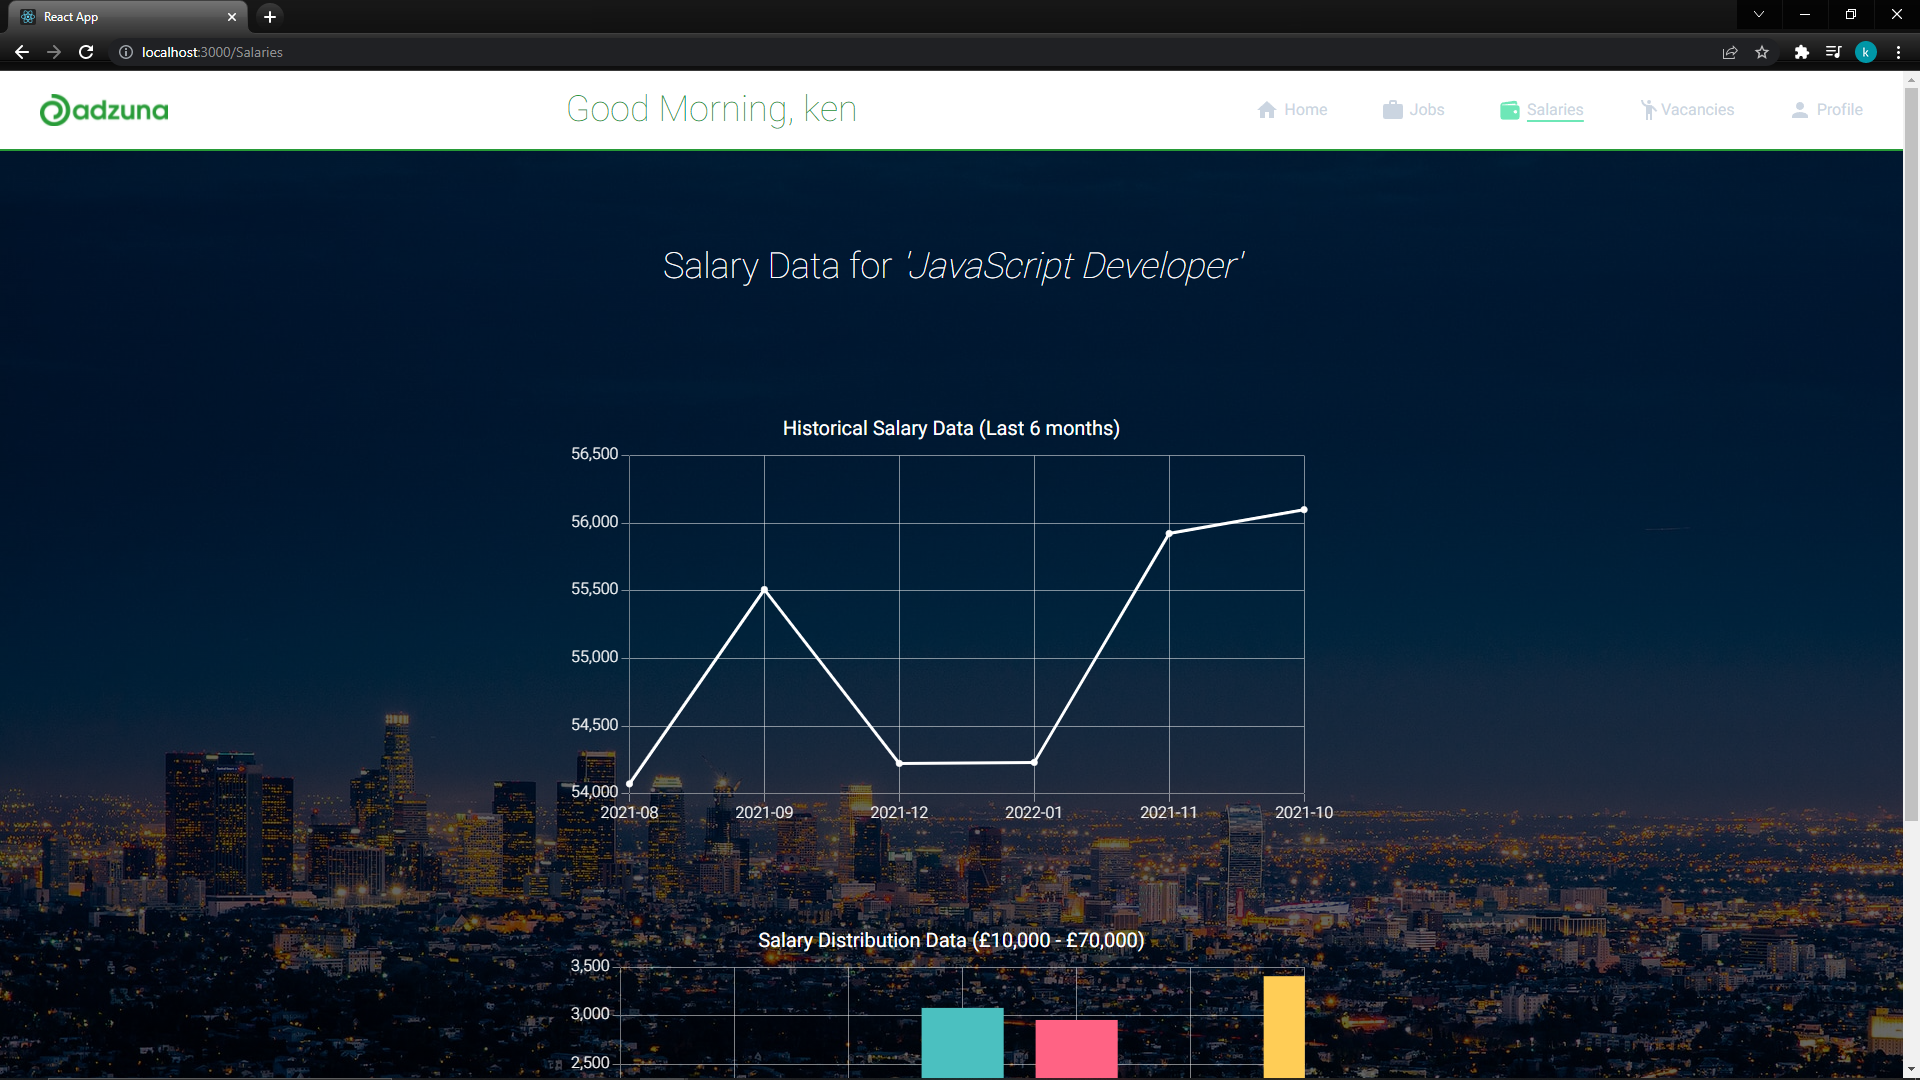 React App
localhost:3000/Salaries
k
adzuna
Good Morning, ken
Home
Jobs
Salaries
Vacancies
Profile
Salary Data for 'JavaScript Developer'
Historical Salary Data (Last 6 months)
56,500
56,000
55,500
55,000
54,500
54,000
2021-08 2021-09 2021-12 2022-01 2021-11 2021-10
Salary Distribution Data (£10,000 - £70,000)
3,500
3,000
2,500